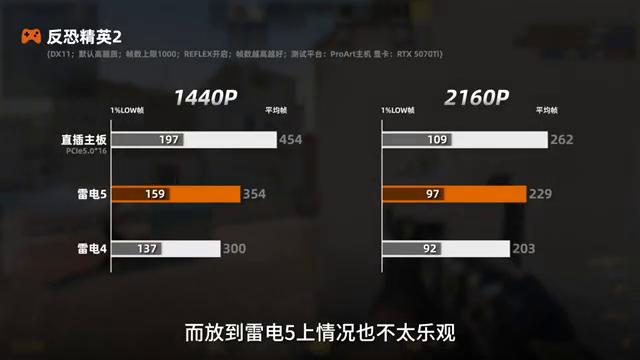 反恐精英2
{DX11；默认高画质；帧数上限1000；REFLEX开启；帧数越高越好；测试平台：ProArt主机 显卡：RTX 5070Ti}
1440P
1%LOW帧 平均帧
直插主板 197 454
PCIe5.0*16
雷电5 159 354
雷电4 137 300
2160P
1%LOW帧 平均帧
109 262
97 229
92 203
而放到雷电5上情况也不太乐观